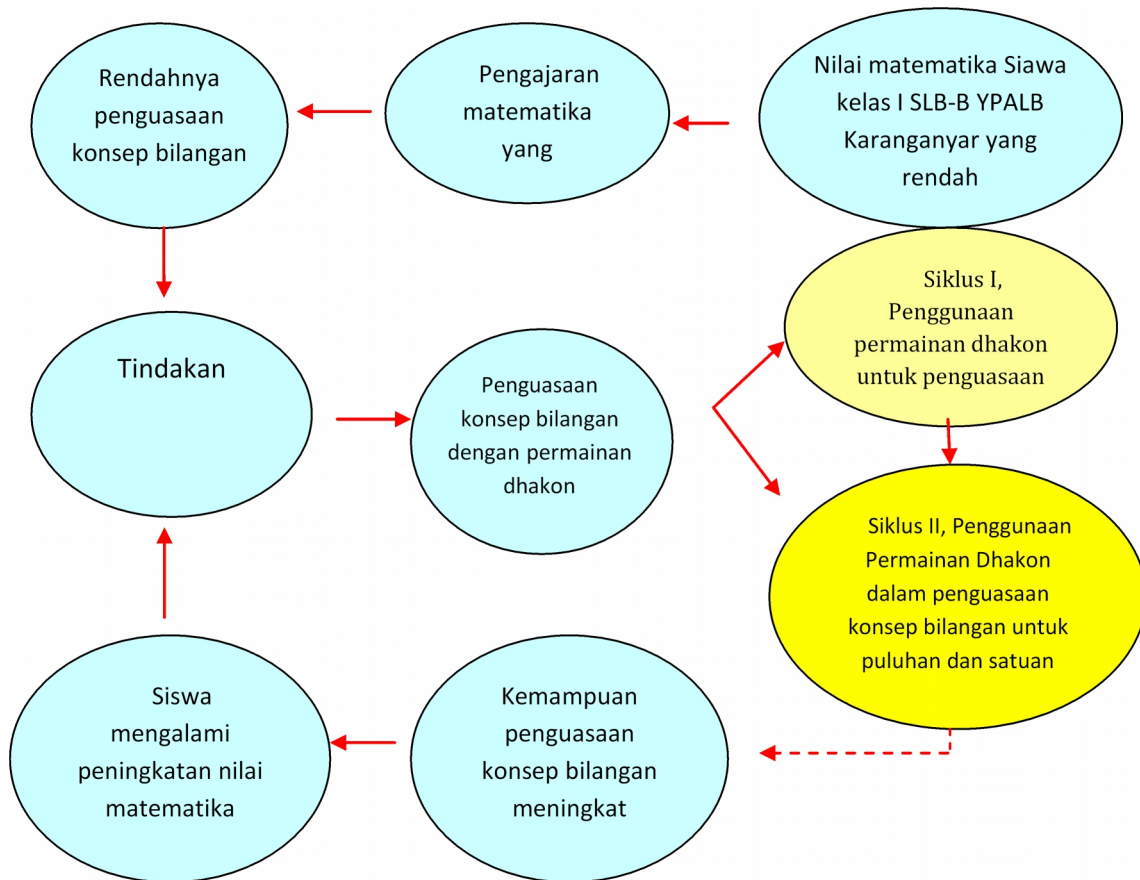 Rendahnya
penguasaan
konsep bilangan
Pengajaran
matematika
yang
Nilai matematika Siawa
kelas I SLB-B YPALB
Karanganyar yang
rendah
Siklus I,
Penggunaan
permainan dhakon
untuk penguasaan
Tindakan
Penguasaan
konsep bilangan
dengan permainan
dhakon
Siklus II, Penggunaan
Permainan Dhakon
dalam penguasaan
konsep bilangan untuk
puluhan dan satuan
Siswa
mengalami
peningkatan nilai
matematika
Kemampuan
penguasaan
konsep bilangan
meningkat